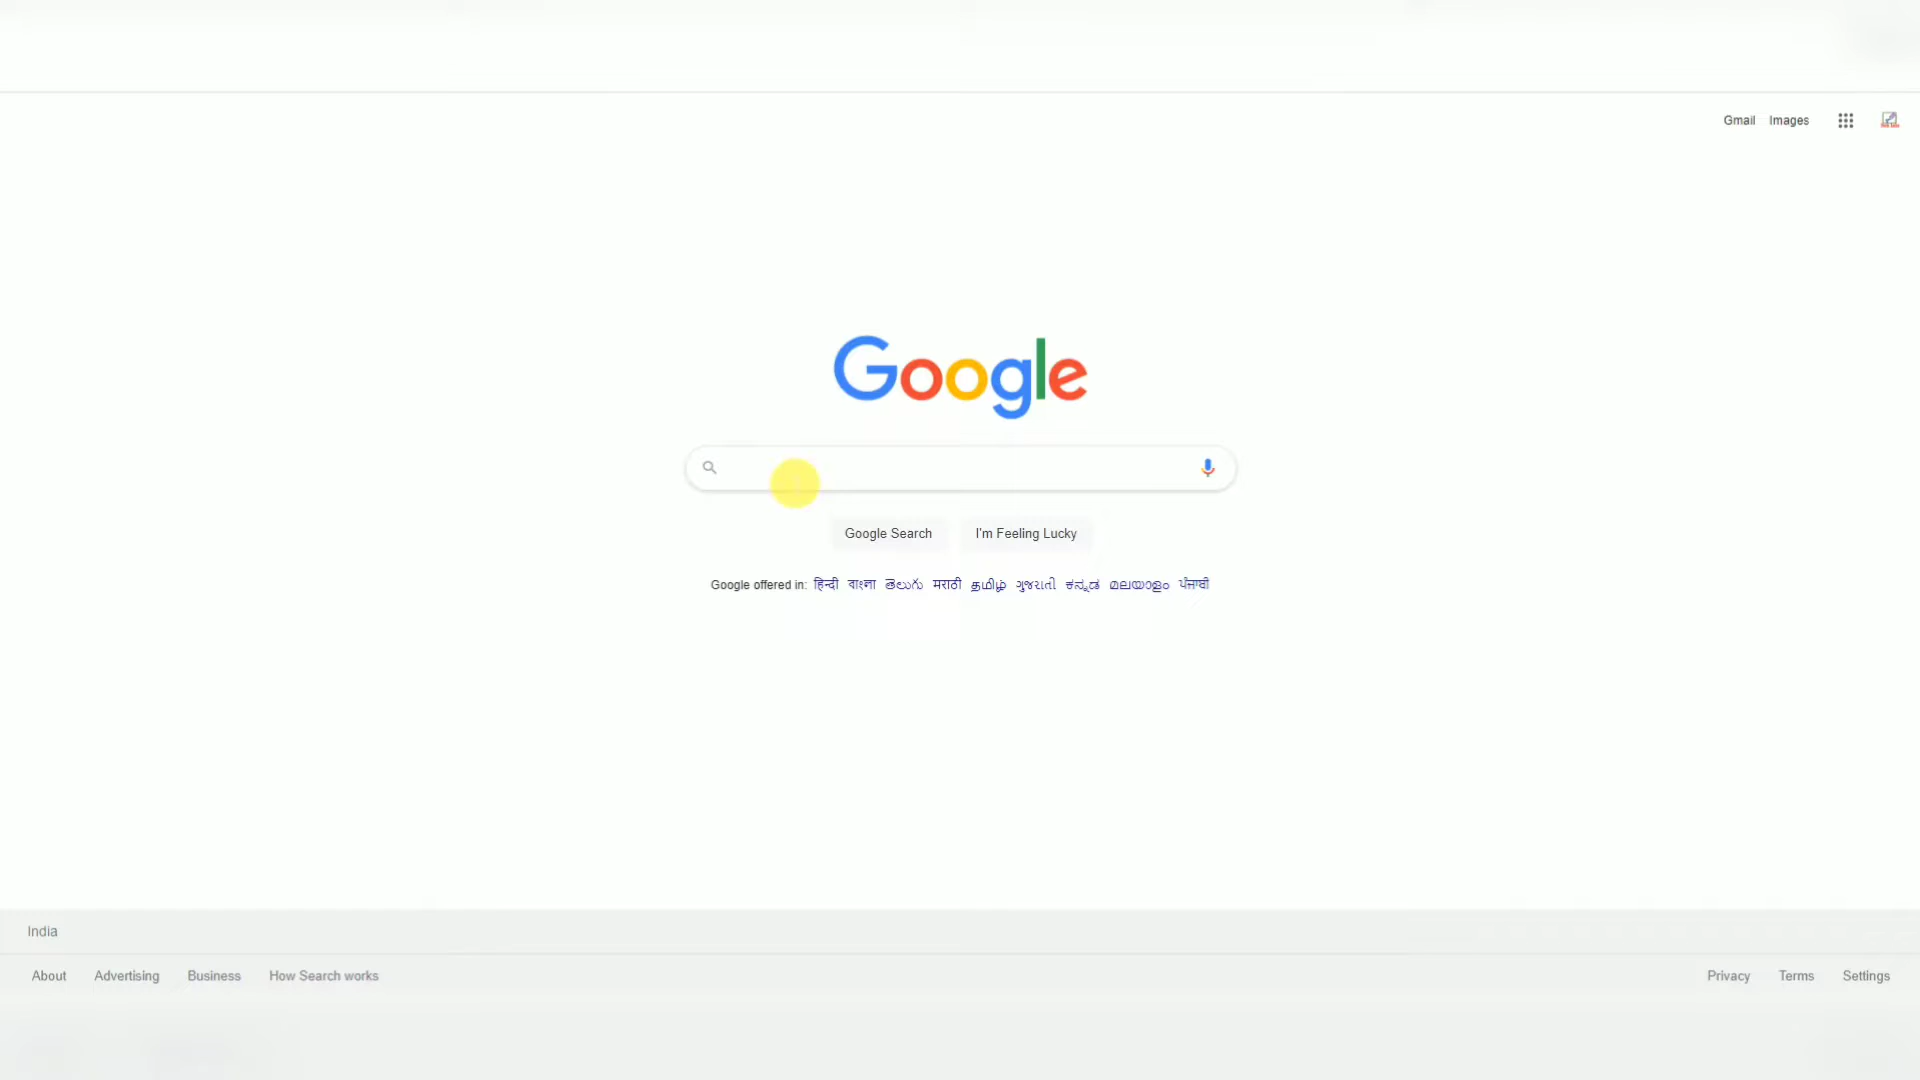 Gmail Images
Google
Google Search I'm Feeling Lucky
Google offered in: हिन्दी বাংলা తెలుగు मराठी தமிழ் ગુજરાતી ಕನ್ನಡ മലയാളം ਪੰਜਾਬੀ
India
About Advertising Business How Search works Privacy Terms Settings